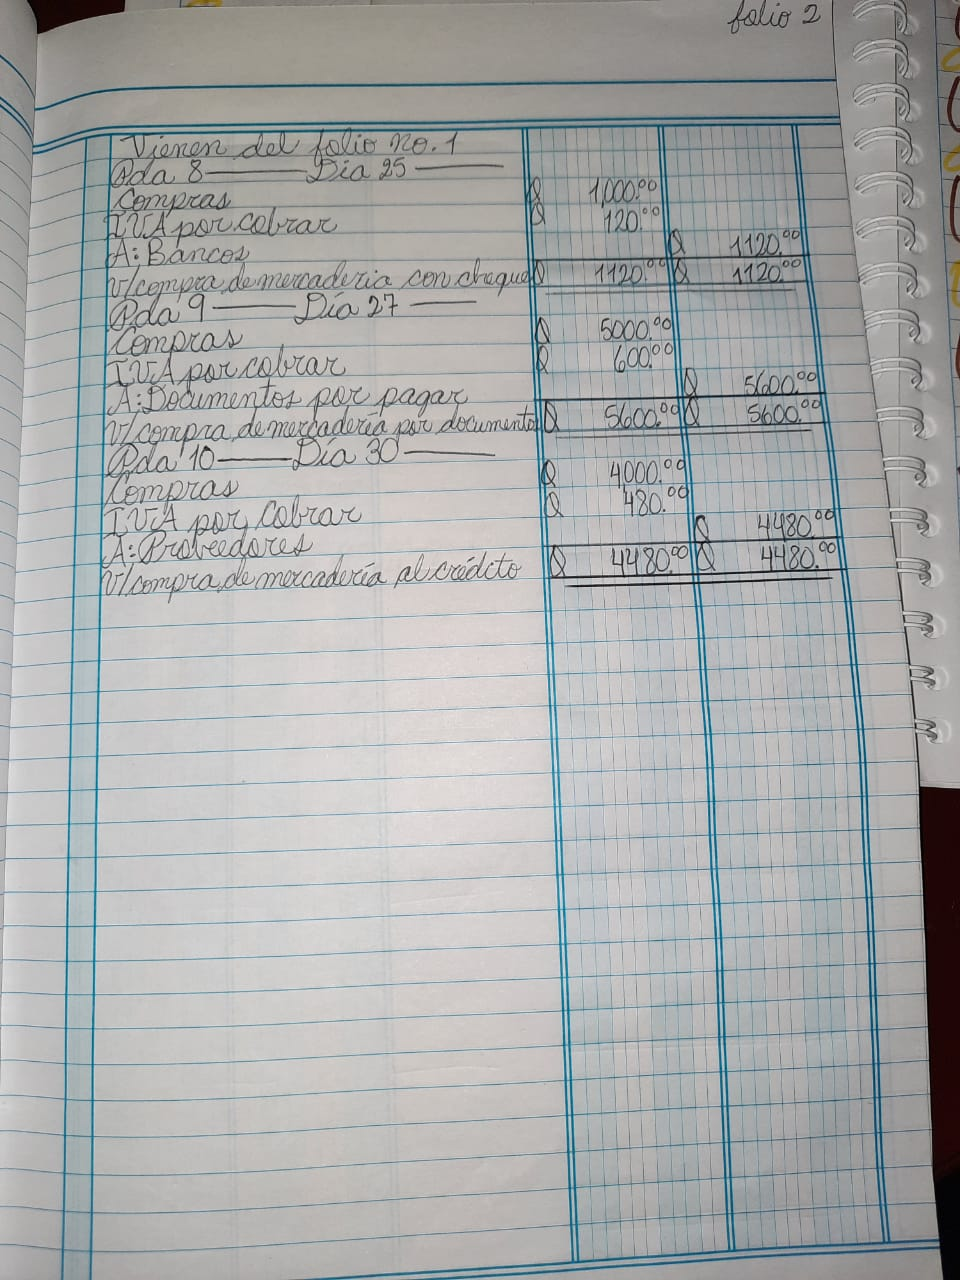 folio 2
Vienen del folio no. 1
Pda 8 Día 25
Compras Q 1,000.00
IVA por cobrar Q 120.00
A: Bancos Q 1120.00
V/compra de mercaderia con cheque Q 1120.00 Q 1120.00
Pda 9 Día 27
Compras Q 5000.00
IVA por cobrar Q 600.00
A: Documentos por pagar Q 5600.00
V/compra de mercadería por documento Q 5600.00 Q 5600.00
Pda 10 Día 30
Compras Q 4000.00
IVA por Cobrar Q 480.00
A: Proveedores Q 4480.00
V/compra de mercadería al crédito Q 4480.00 Q 4480.00